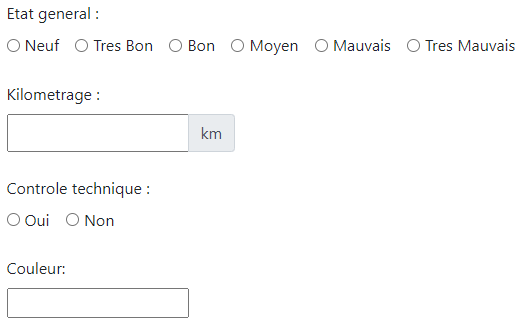 Etat general :
Neuf Tres Bon Bon Moyen Mauvais Tres Mauvais
Kilometrage :
km
Controle technique :
Oui Non
Couleur: